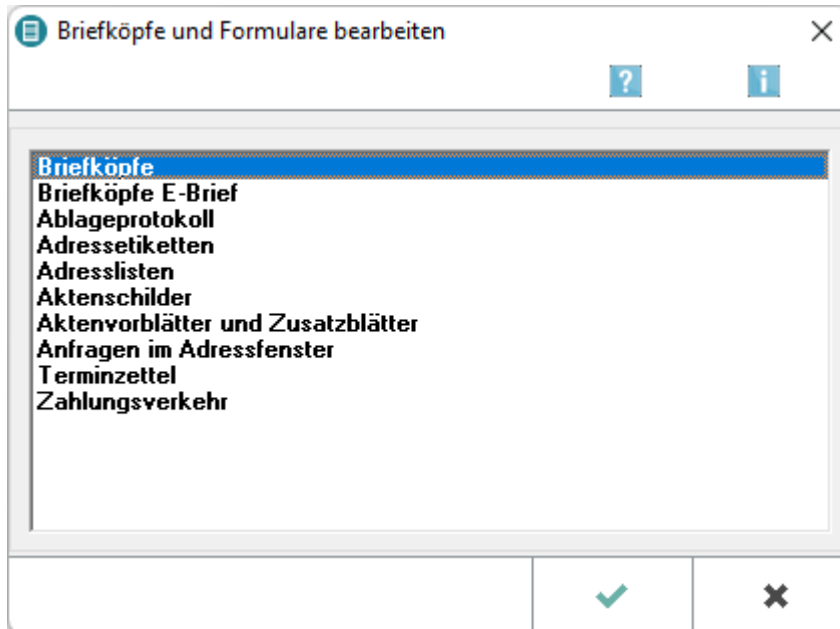 Briefköpfe und Formulare bearbeiten
?
i
Briefköpfe
Briefköpfe E-Brief
Ablageprotokoll
Adressetiketten
Adresslisten
Aktenschilder
Aktenvorblätter und Zusatzblätter
Anfragen im Adressfenster
Terminzettel
Zahlungsverkehr